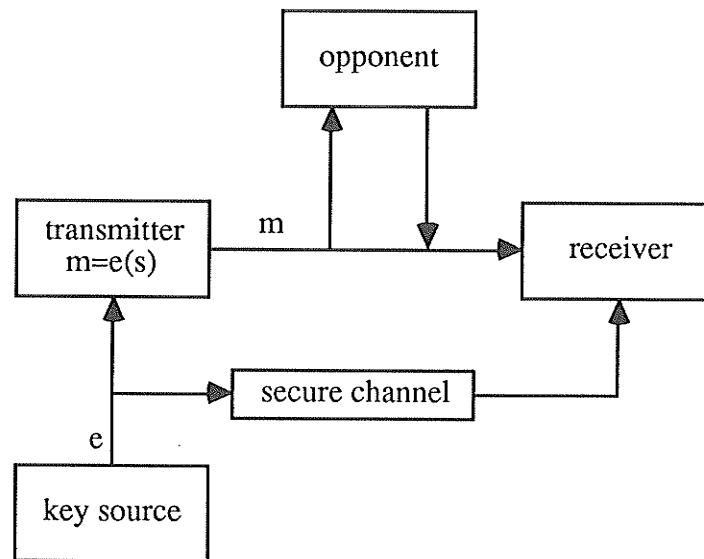 opponent
transmitter
m=e(s)
m
receiver
secure channel
e
key source